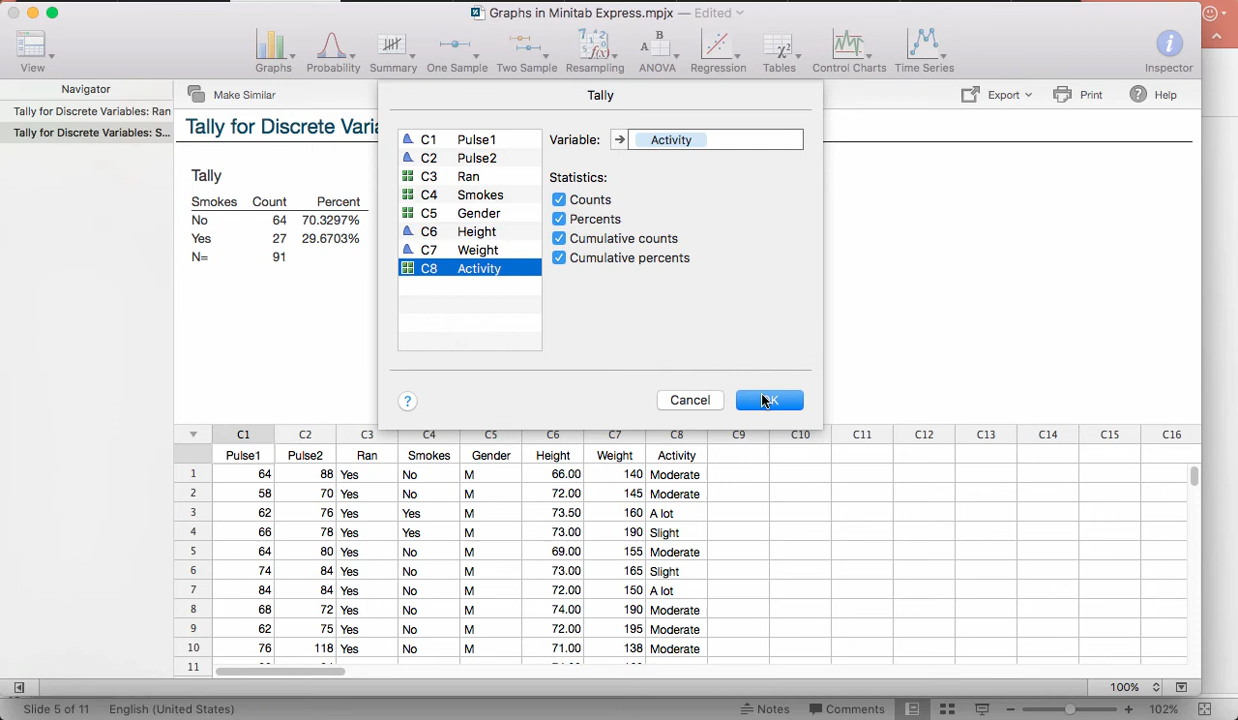 Graphs in Minitab Express.mpjx — Edited
View
Graphs Probability Summary One Sample Two Sample Resampling ANOVA Regression Tables Control Charts Time Series Inspector
Navigator
Make Similar
Export Print Help
Tally for Discrete Variables: Ran
Tally for Discrete Variables: S...
Tally for Discrete Varia
Tally
Smokes Count Percent
No 64 70.3297%
Yes 27 29.6703%
N= 91
Tally
C1 Pulse1
C2 Pulse2
C3 Ran
C4 Smokes
C5 Gender
C6 Height
C7 Weight
C8 Activity
Variable: Activity
Statistics:
Counts
Percents
Cumulative counts
Cumulative percents
? Cancel
C1 C2 C3 C4 C5 C6 C7 C8 C9 C10 C11 C12 C13 C14 C15 C16
Pulse1 Pulse2 Ran Smokes Gender Height Weight Activity
1 64 88 Yes No M 66.00 140 Moderate
2 58 70 Yes No M 72.00 145 Moderate
3 62 76 Yes Yes M 73.50 160 A lot
4 66 78 Yes Yes M 73.00 190 Slight
5 64 80 Yes No M 69.00 155 Moderate
6 74 84 Yes No M 73.00 165 Slight
7 84 84 Yes No M 72.00 150 A lot
8 68 72 Yes No M 74.00 190 Moderate
9 62 75 Yes No M 72.00 195 Moderate
10 76 118 Yes No M 71.00 138 Moderate
11
100%
Slide 5 of 11 English (United States) Notes Comments 102%